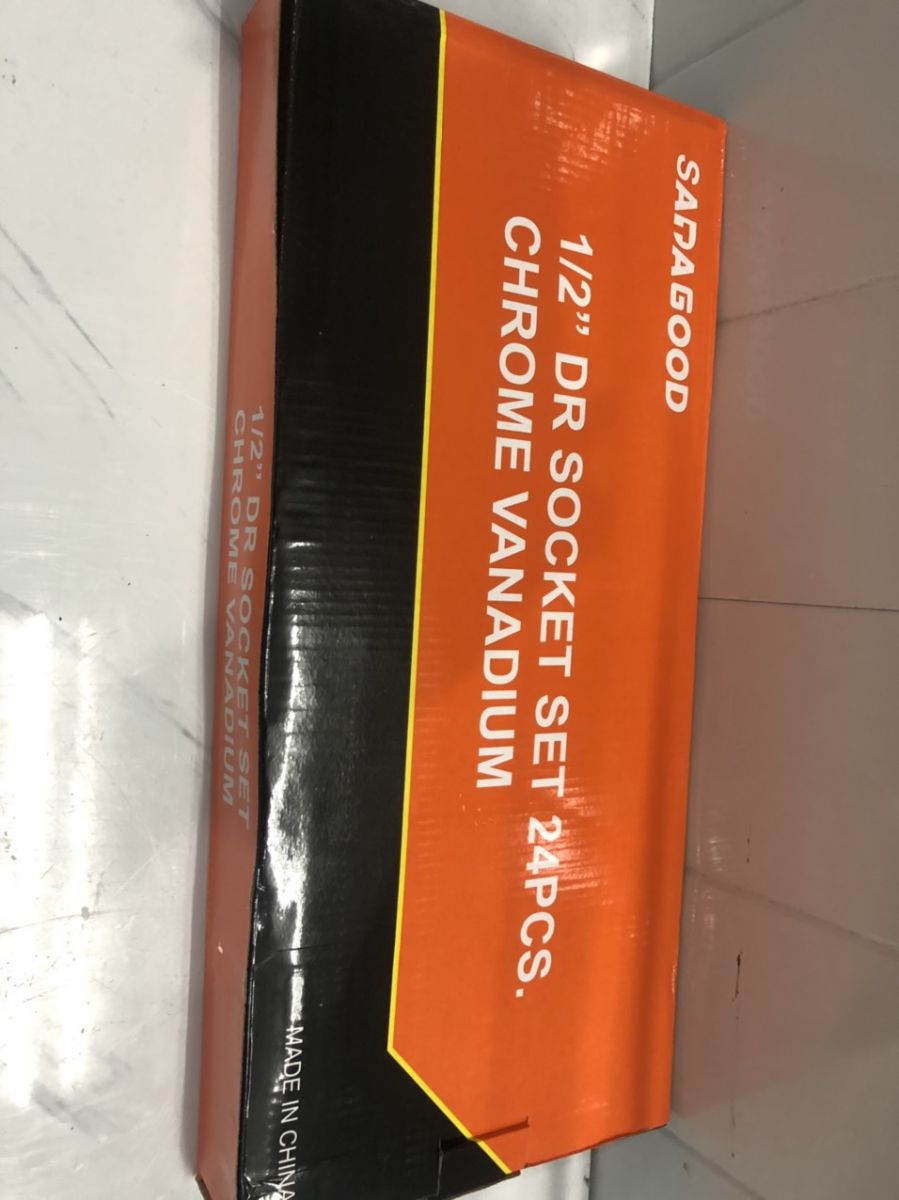 SADAGOOD
1/2” DR SOCKET SET 24PCS.
CHROME VANADIUM
MADE IN CHINA
1/2” DR SOCKET SET
CHROME VANADIUM